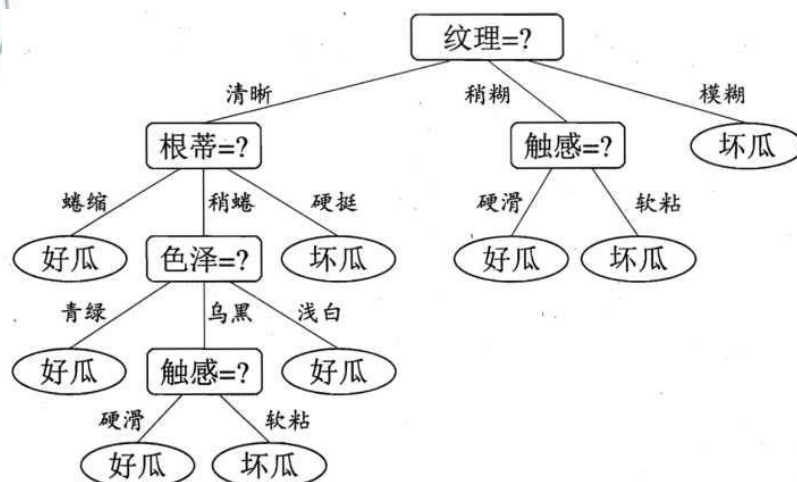 纹理=?
清晰 稍糊 模糊
根蒂=? 触感=? 坏瓜
蜷缩 稍蜷 硬挺 硬滑 软粘
好瓜 色泽=? 坏瓜 好瓜 坏瓜
青绿 乌黑 浅白
好瓜 触感=? 好瓜
硬滑 软粘
好瓜 坏瓜